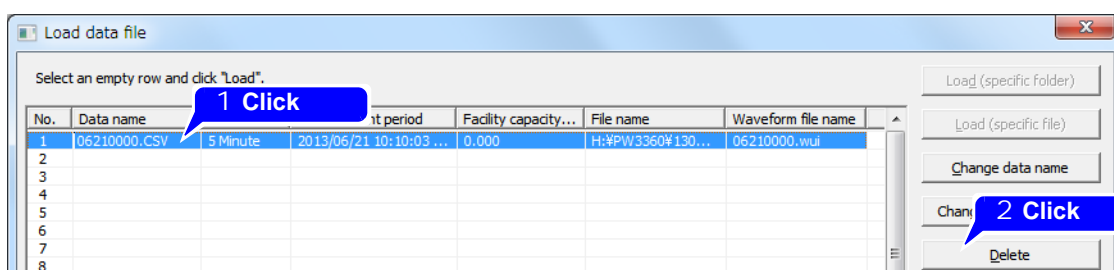 Load data file
x
Select an empty row and click "Load".
Load (specific folder)
1 Click
No. Data name nt period Facility capacity... File name Waveform file name
Load (specific file)
1 06210000.CSV 5 Minute 2013/06/21 10:10:03 ... 0.000 H:¥PW3360¥130... 06210000.wui
2
3
Change data name
4
5
Chang
2 Click
6
7
Delete
8